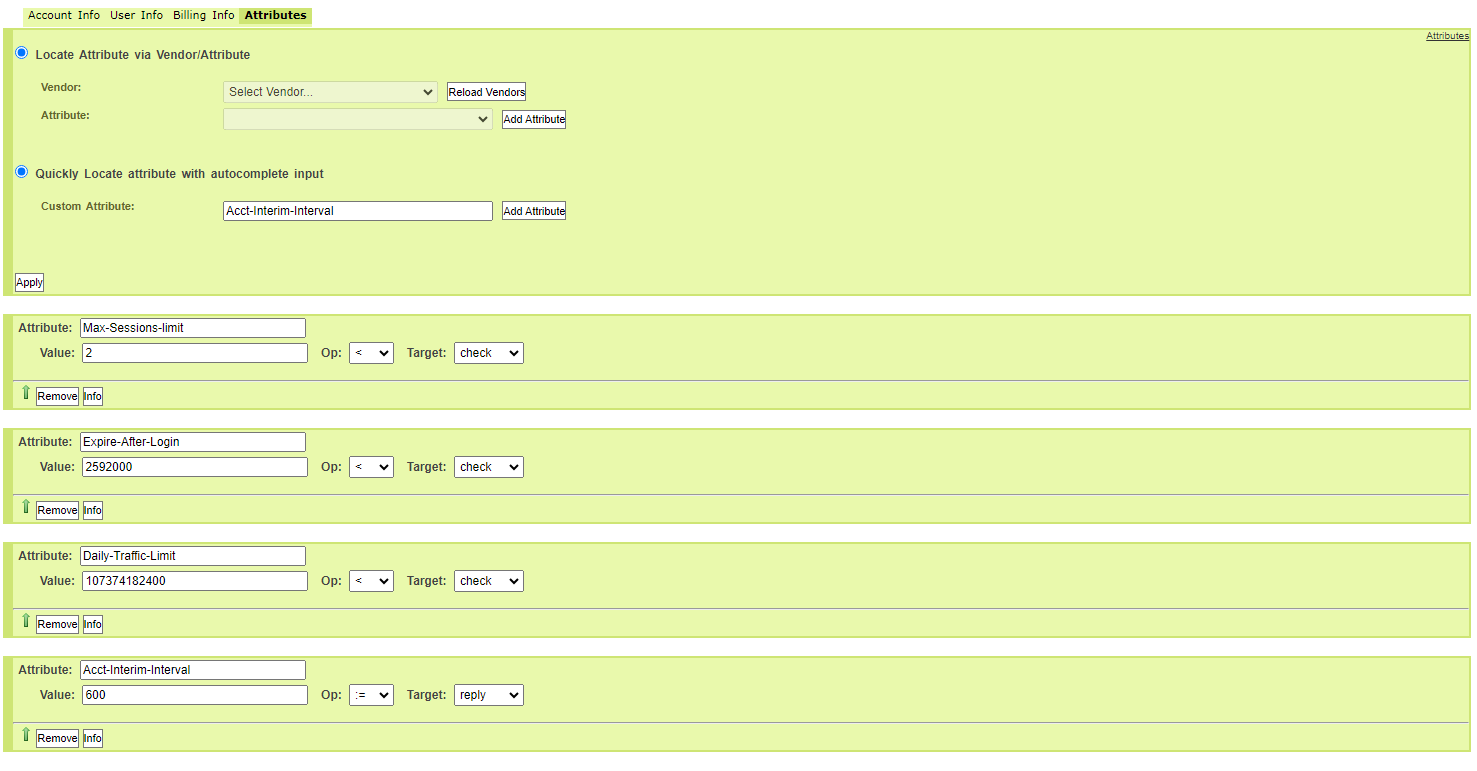 Account Info User Info Billing Info Attributes
Attributes
Locate Attribute via Vendor/Attribute
Vendor: Select Vendor... Reload Vendors
Attribute: Add Attribute
Quickly Locate attribute with autocomplete input
Custom Attribute: Acct-Interim-Interval Add Attribute
Apply
Attribute: Max-Sessions-limit
Value: 2 Op: < Target: check
Remove Info
Attribute: Expire-After-Login
Value: 2592000 Op: < Target: check
Remove Info
Attribute: Daily-Traffic-Limit
Value: 107374182400 Op: < Target: check
Remove Info
Attribute: Acct-Interim-Interval
Value: 600 Op: := Target: reply
Remove Info